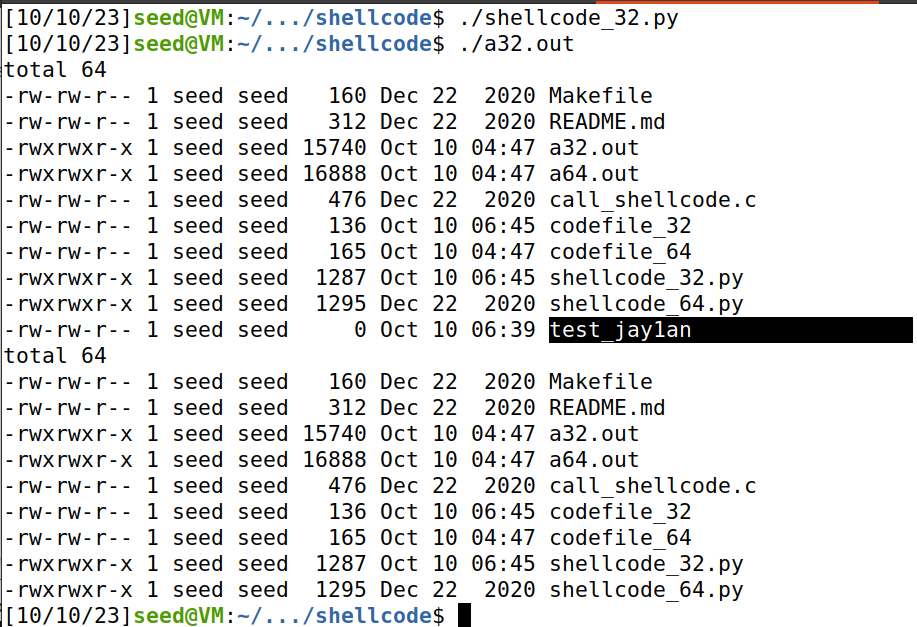 [10/10/23]seed@VM:~/.../shellcode$ ./shellcode_32.py
[10/10/23]seed@VM:~/.../shellcode$ ./a32.out
total 64
-rw-rw-r-- 1 seed seed   160 Dec 22  2020 Makefile
-rw-rw-r-- 1 seed seed   312 Dec 22  2020 README.md
-rwxrwxr-x 1 seed seed 15740 Oct 10 04:47 a32.out
-rwxrwxr-x 1 seed seed 16888 Oct 10 04:47 a64.out
-rw-rw-r-- 1 seed seed   476 Dec 22  2020 call_shellcode.c
-rw-rw-r-- 1 seed seed   136 Oct 10 06:45 codefile_32
-rw-rw-r-- 1 seed seed   165 Oct 10 04:47 codefile_64
-rwxrwxr-x 1 seed seed  1287 Oct 10 06:45 shellcode_32.py
-rwxrwxr-x 1 seed seed  1295 Dec 22  2020 shellcode_64.py
-rw-rw-r-- 1 seed seed     0 Oct 10 06:39 test_jay1an
total 64
-rw-rw-r-- 1 seed seed   160 Dec 22  2020 Makefile
-rw-rw-r-- 1 seed seed   312 Dec 22  2020 README.md
-rwxrwxr-x 1 seed seed 15740 Oct 10 04:47 a32.out
-rwxrwxr-x 1 seed seed 16888 Oct 10 04:47 a64.out
-rw-rw-r-- 1 seed seed   476 Dec 22  2020 call_shellcode.c
-rw-rw-r-- 1 seed seed   136 Oct 10 06:45 codefile_32
-rw-rw-r-- 1 seed seed   165 Oct 10 04:47 codefile_64
-rwxrwxr-x 1 seed seed  1287 Oct 10 06:45 shellcode_32.py
-rwxrwxr-x 1 seed seed  1295 Dec 22  2020 shellcode_64.py
[10/10/23]seed@VM:~/.../shellcode$